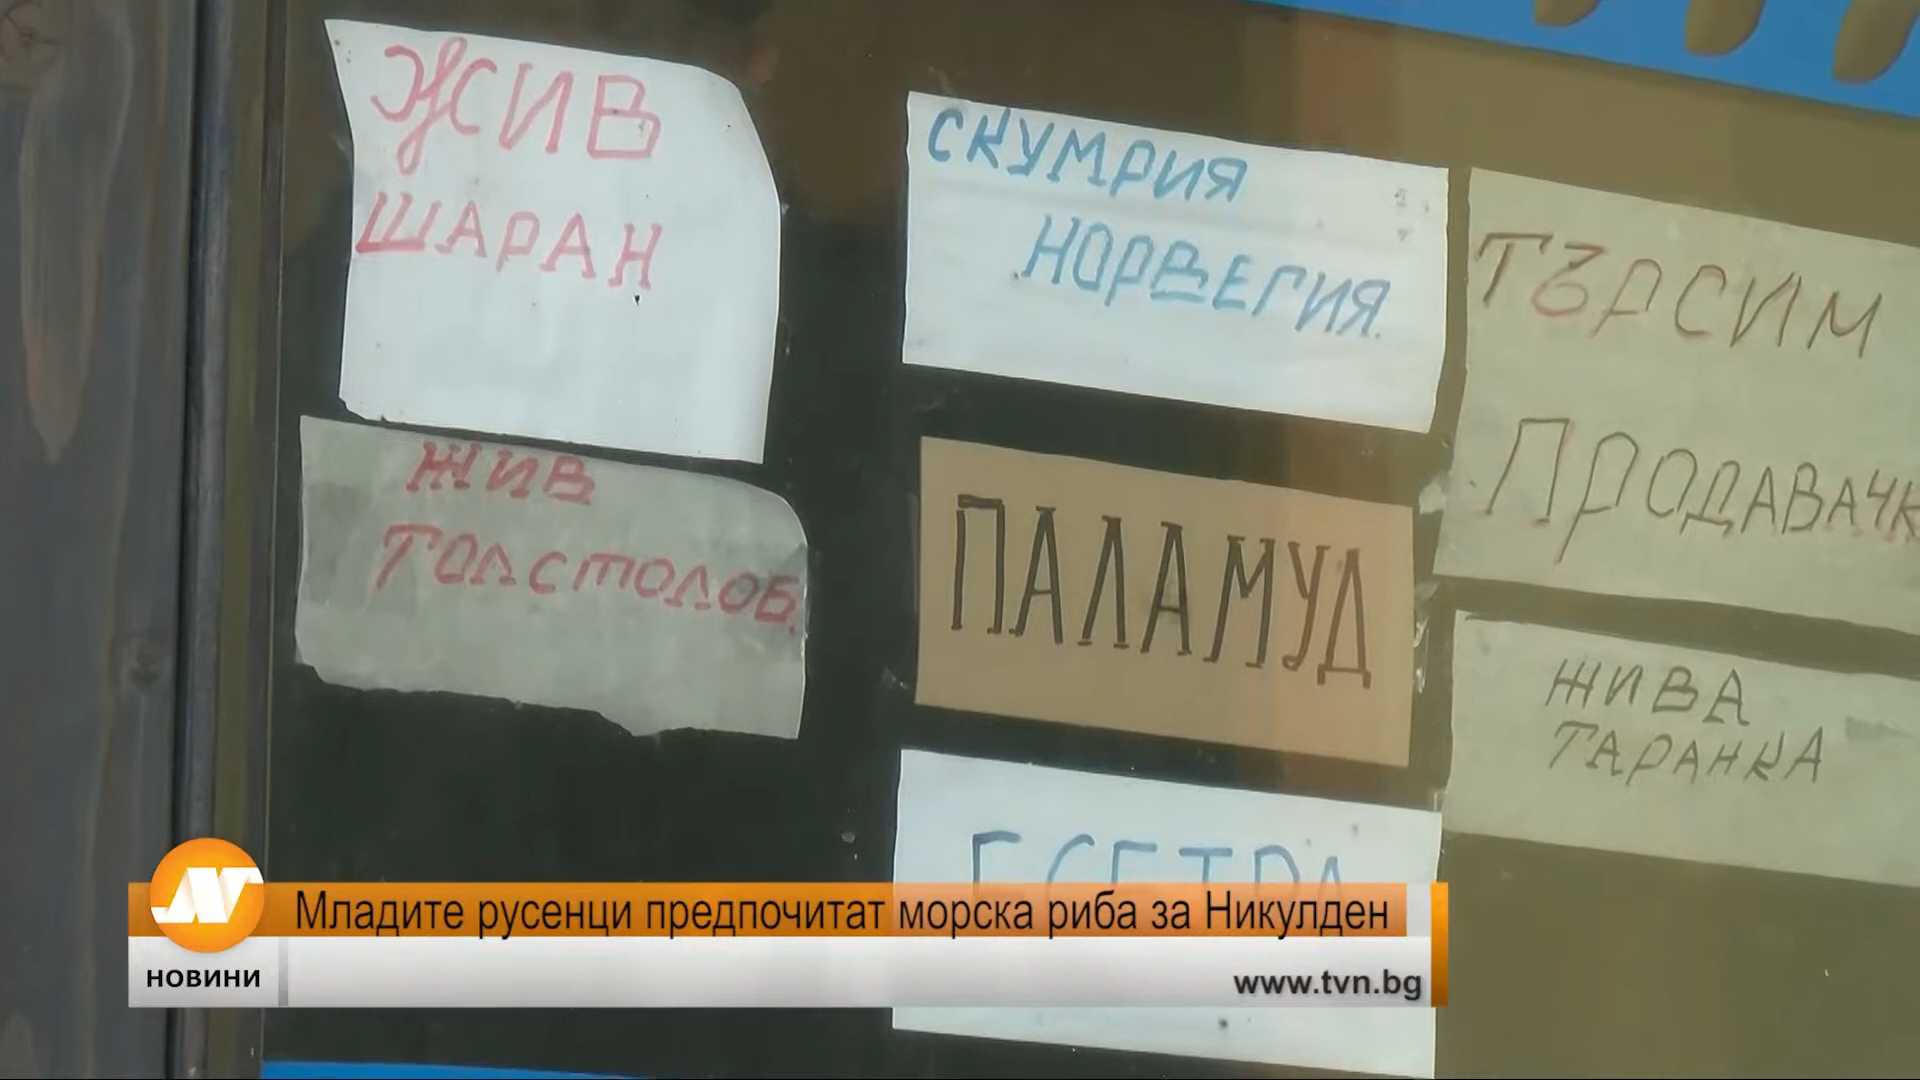 ЖИВ
ШАРАН
ЖИВ
ТОЛСТОЛОБ.
СКУМРИЯ
НОРВЕГИЯ.
ПАЛАМУД
ЕСЕТРА
ТЪРСИМ
ПРОДАВАЧК
ЖИВА
ТАРАНКА
Младите русенци предпочитат морска риба за Никулден
НОВИНИ
www.tvn.bg